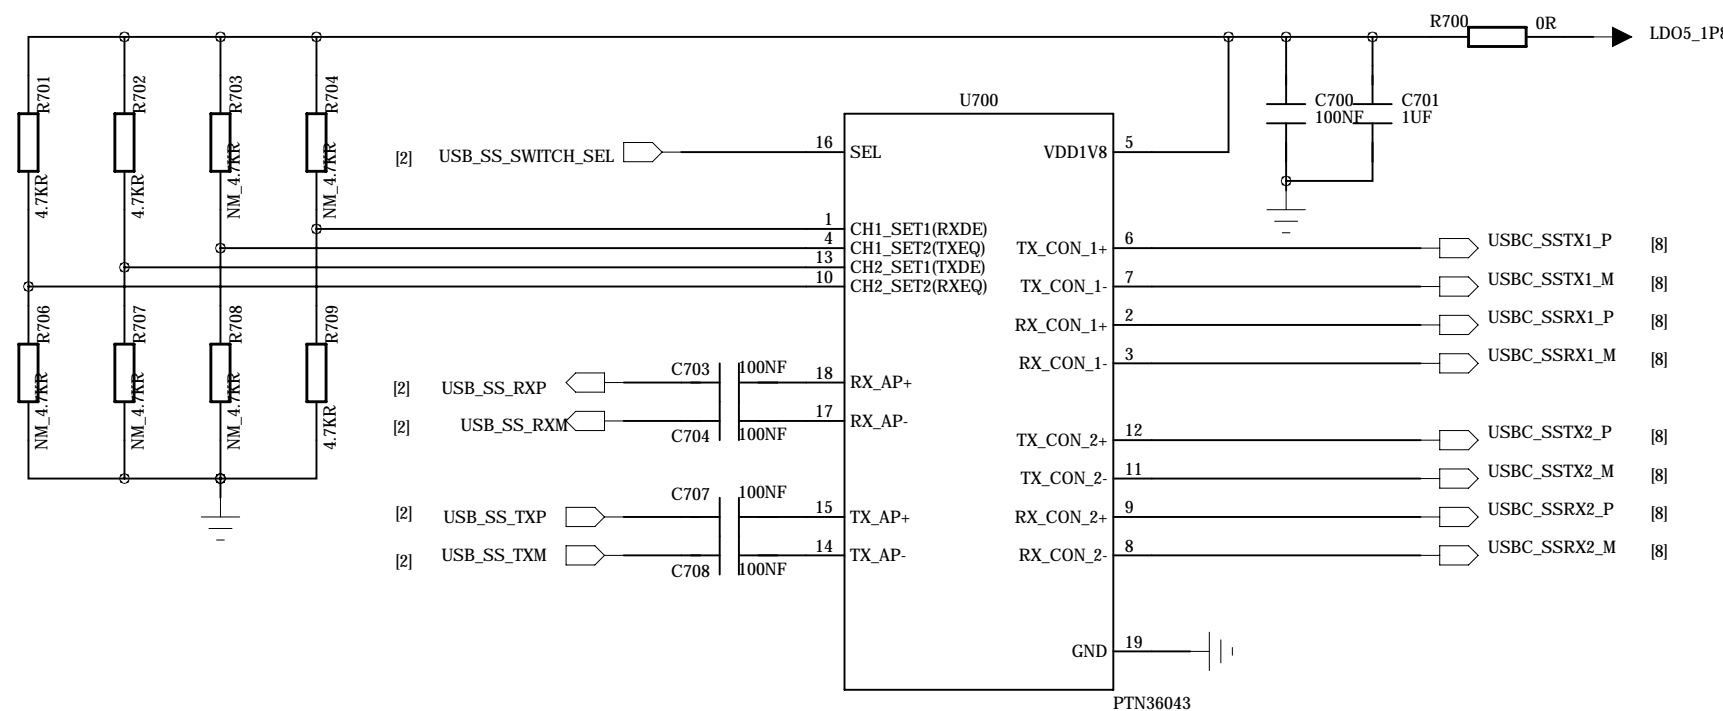 R700
0R
LDO5_1P8
R701
R702
R703
R704
4.7KR
4.7KR
NM_4.7KR
NM_4.7KR
U700
C700
100NF
C701
1UF
[2] USB_SS_SWITCH_SEL
16 SEL
VDD1V8 5
1 CH1_SET1(RXDE)
4 CH1_SET2(TXEQ)
13 CH2_SET1(TXDE)
10 CH2_SET2(RXEQ)
TX_CON_1+ 6 USBC_SSTX1_P [8]
TX_CON_1- 7 USBC_SSTX1_M [8]
RX_CON_1+ 2 USBC_SSRX1_P [8]
RX_CON_1- 3 USBC_SSRX1_M [8]
R706
R707
R708
R709
NM_4.7KR
NM_4.7KR
NM_4.7KR
4.7KR
C703 100NF
[2] USB_SS_RXP 18 RX_AP+
[2] USB_SS_RXM 17 RX_AP-
C704 100NF
TX_CON_2+ 12 USBC_SSTX2_P [8]
TX_CON_2- 11 USBC_SSTX2_M [8]
RX_CON_2+ 9 USBC_SSRX2_P [8]
RX_CON_2- 8 USBC_SSRX2_M [8]
C707 100NF
[2] USB_SS_TXP 15 TX_AP+
[2] USB_SS_TXM 14 TX_AP-
C708 100NF
GND 19
PTN36043